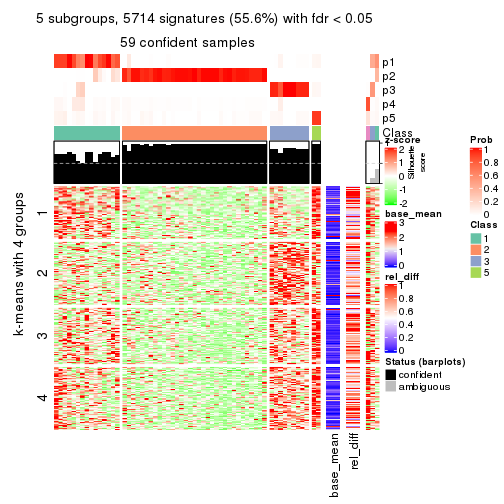 5 subgroups, 5714 signatures (55.6%) with fdr < 0.05
59 confident samples
p1
p2
p3
p4
p5
Class
z-score
2
1
0
-1
-2
Silhouette
score
base_mean
3
2
1
0
rel_diff
1
0.8
0.6
0.4
0.2
0
Status (barplots)
confident
ambiguous
Prob
1
0.8
0.6
0.4
0.2
0
Class
1
2
3
5
k-means with 4 groups
1
2
3
4
base_mean
rel_diff